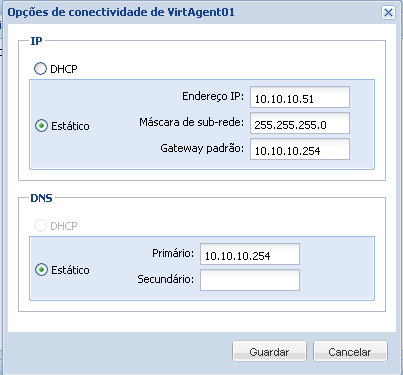 Opções de conectividade de VirtAgent01
IP
DHCP
Endereço IP: 10.10.10.51
Estático
Máscara de sub-rede: 255.255.255.0
Gateway padrão: 10.10.10.254
DNS
DHCP
Primário: 10.10.10.254
Estático
Secundário:
Guardar Cancelar